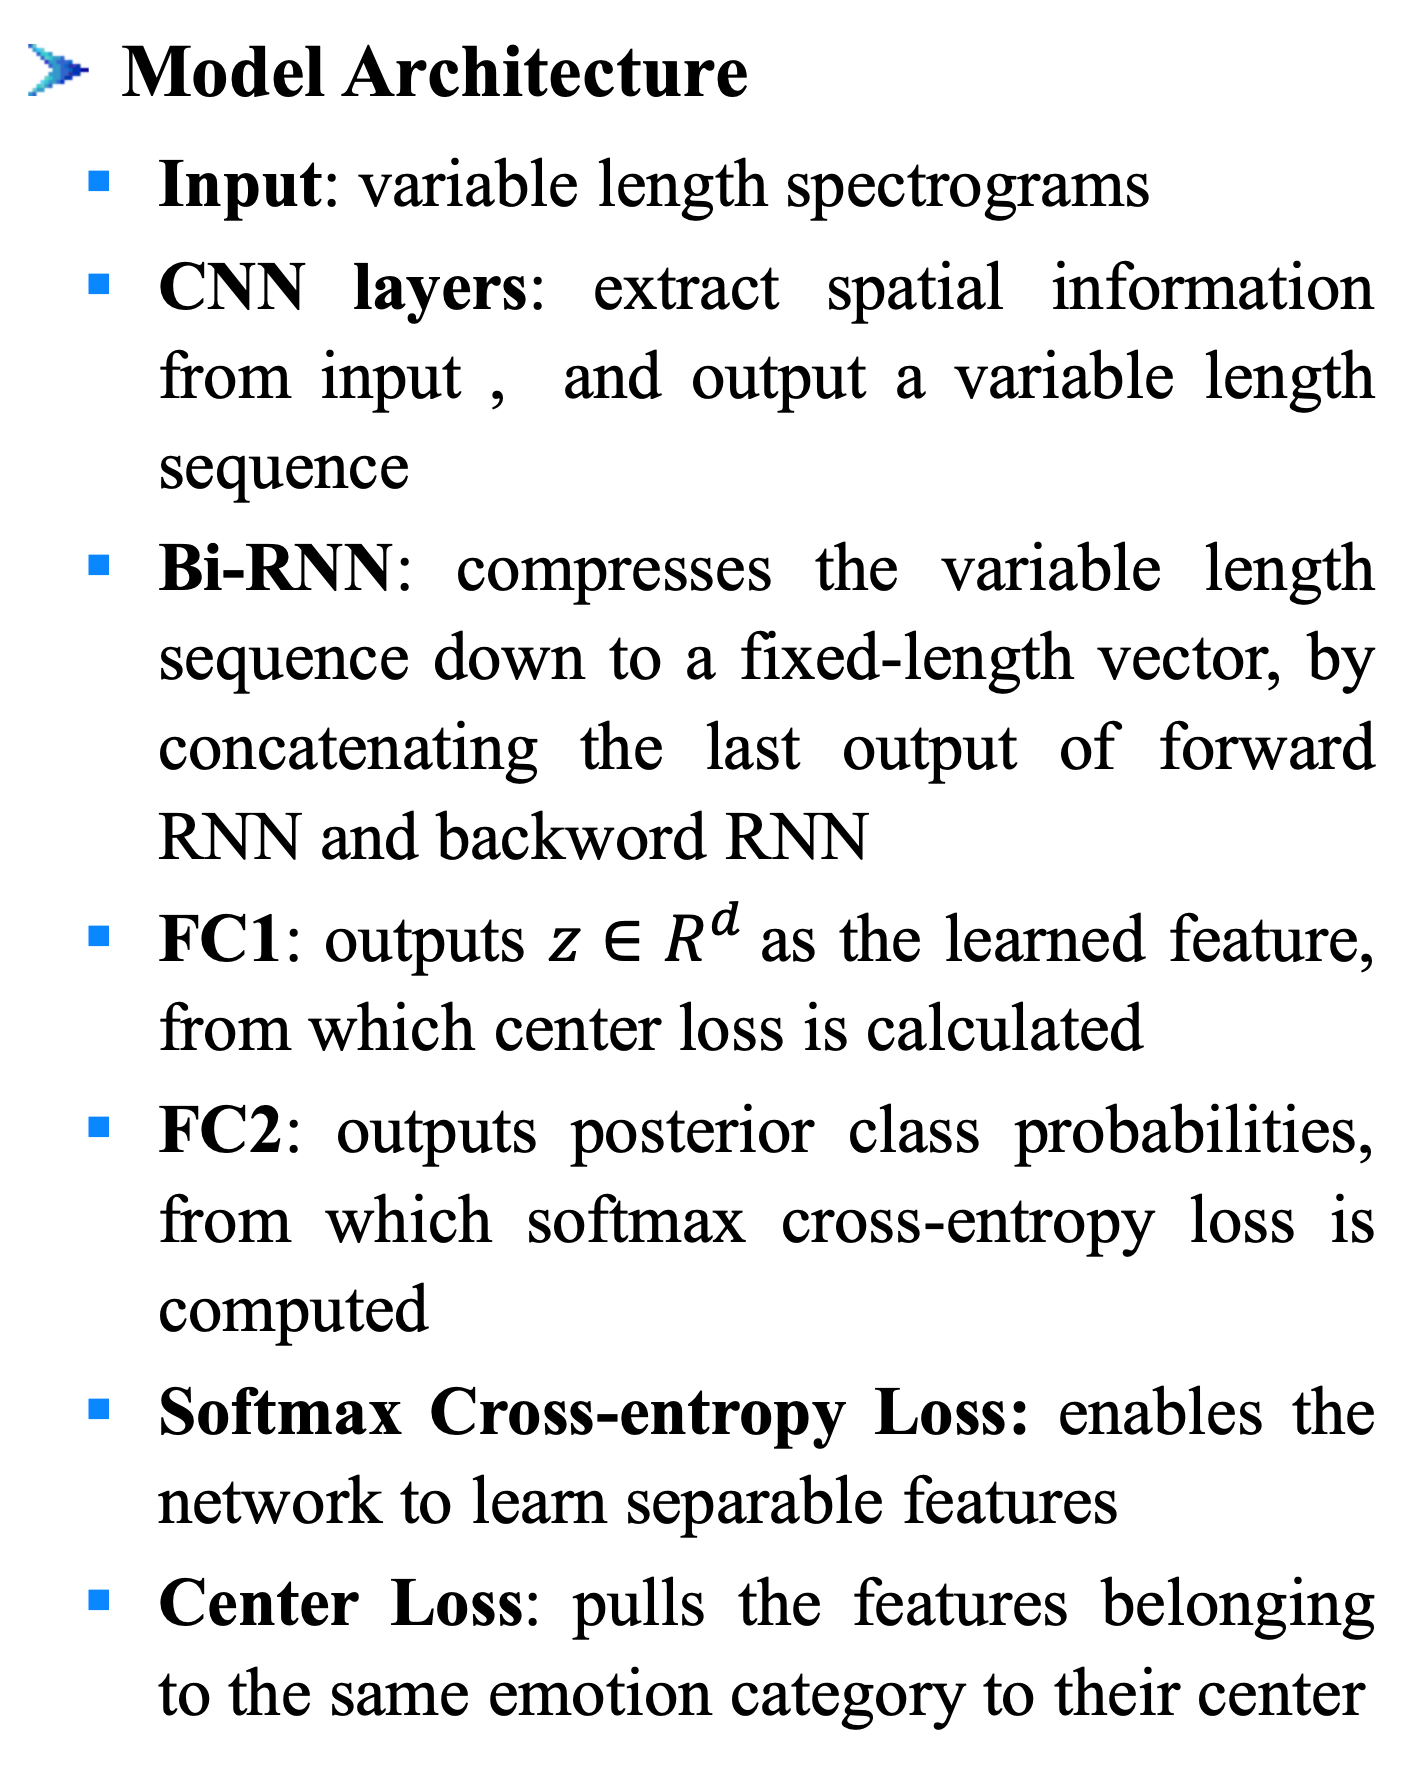 Model Architecture
Input: variable length spectrograms
CNN layers: extract spatial information
from input , and output a variable length
sequence
Bi-RNN: compresses the variable length
sequence down to a fixed-length vector, by
concatenating the last output of forward
RNN and backword RNN
FC1: outputs z ∈ R^d as the learned feature,
from which center loss is calculated
FC2: outputs posterior class probabilities,
from which softmax cross-entropy loss is
computed
Softmax Cross-entropy Loss: enables the
network to learn separable features
Center Loss: pulls the features belonging
to the same emotion category to their center